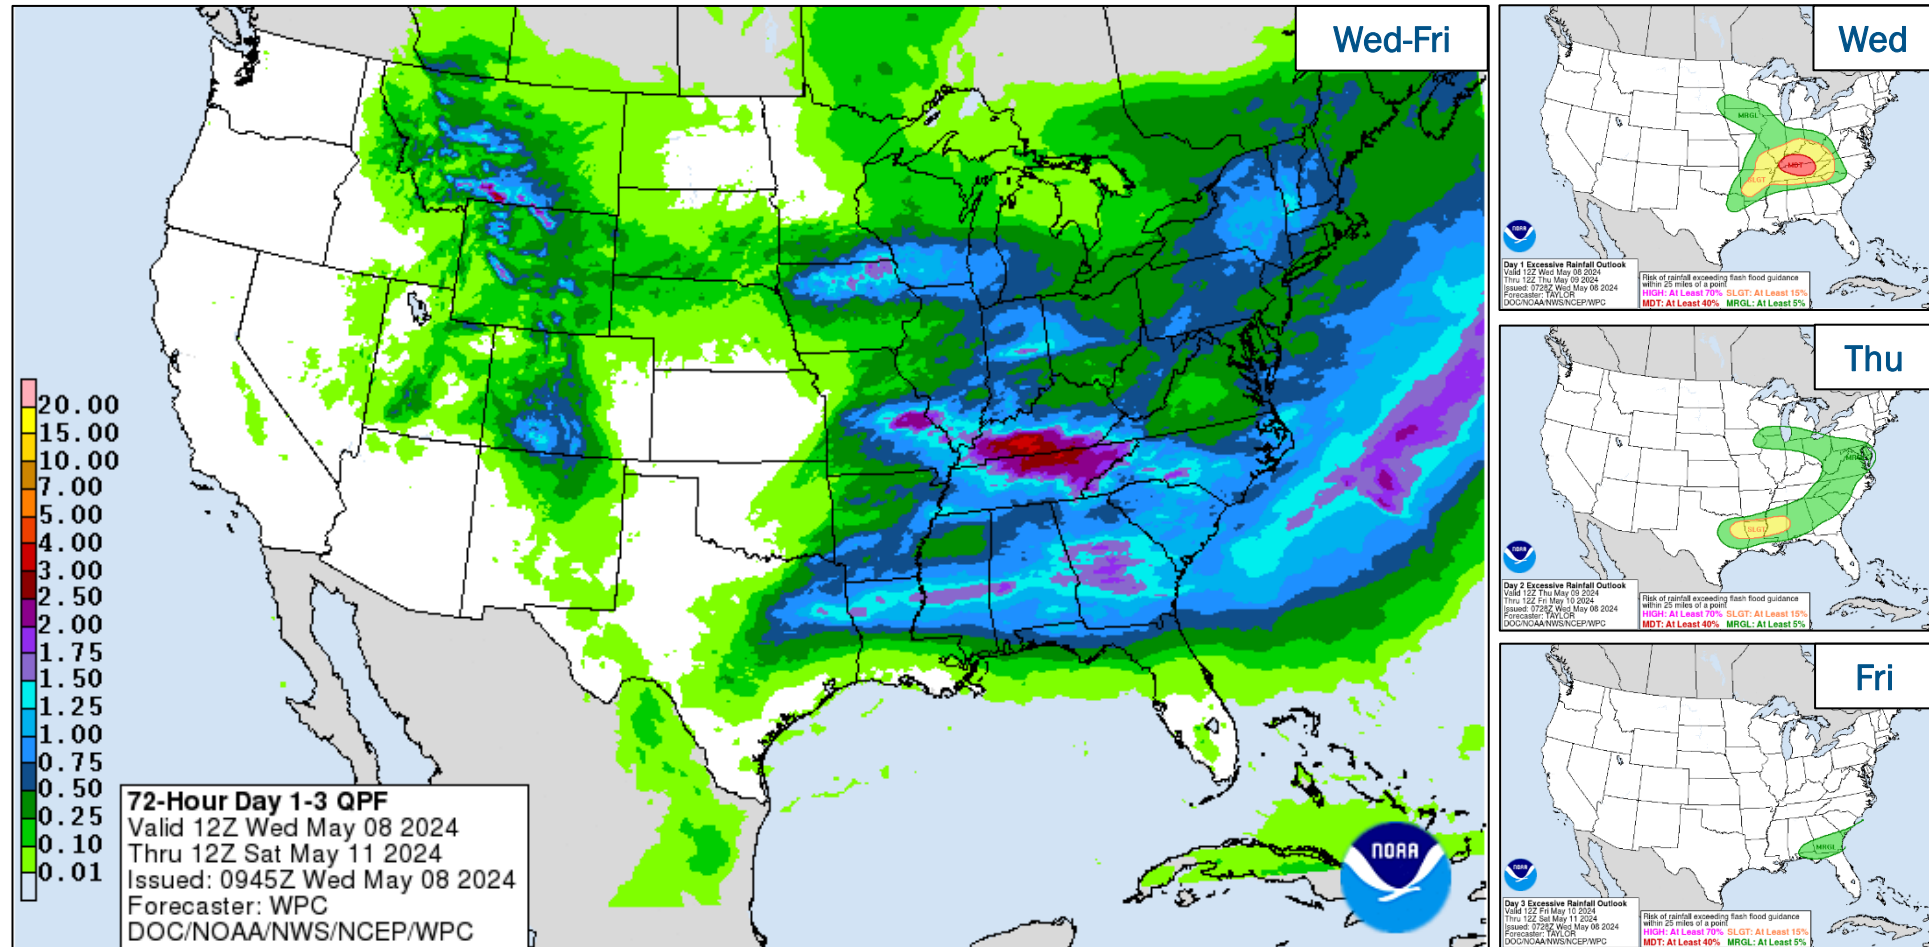 Wed-Fri
20.00
15.00
10.00
7.00
5.00
4.00
3.00
2.50
2.00
1.75
1.50
1.25
1.00
0.75
0.50
0.25
0.10
0.01
72-Hour Day 1-3 QPF
Valid 12Z Wed May 08 2024
Thru 12Z Sat May 11 2024
Issued: 0945Z Wed May 08 2024
Forecaster: WPC
DOC/NOAA/NWS/NCEP/WPC
NOAA
Wed
MRGL
MDT
SLGT
NOAA
Day 1 Excessive Rainfall Outlook
Valid 12Z Wed May 08 2024
Thru 12Z Thu May 09 2024
Issued: 0728Z Wed May 08 2024
Forecaster: TAYLOR
DOC/NOAA/NWS/NCEP/WPC
Risk of rainfall exceeding flash flood guidance
within 25 miles of a point
HIGH: At Least 70% SLGT: At Least 15%
MDT: At Least 40% MRGL: At Least 5%
Thu
MRGL
SLGT
NOAA
Day 2 Excessive Rainfall Outlook
Valid 12Z Thu May 09 2024
Thru 12Z Fri May 10 2024
Issued: 0728Z Wed May 08 2024
Forecaster: TAYLOR
DOC/NOAA/NWS/NCEP/WPC
Risk of rainfall exceeding flash flood guidance
within 25 miles of a point
HIGH: At Least 70% SLGT: At Least 15%
MDT: At Least 40% MRGL: At Least 5%
Fri
MRGL
NOAA
Day 3 Excessive Rainfall Outlook
Valid 12Z Fri May 10 2024
Thru 12Z Sat May 11 2024
Issued: 0728Z Wed May 08 2024
Forecaster: TAYLOR
DOC/NOAA/NWS/NCEP/WPC
Risk of rainfall exceeding flash flood guidance
within 25 miles of a point
HIGH: At Least 70% SLGT: At Least 15%
MDT: At Least 40% MRGL: At Least 5%